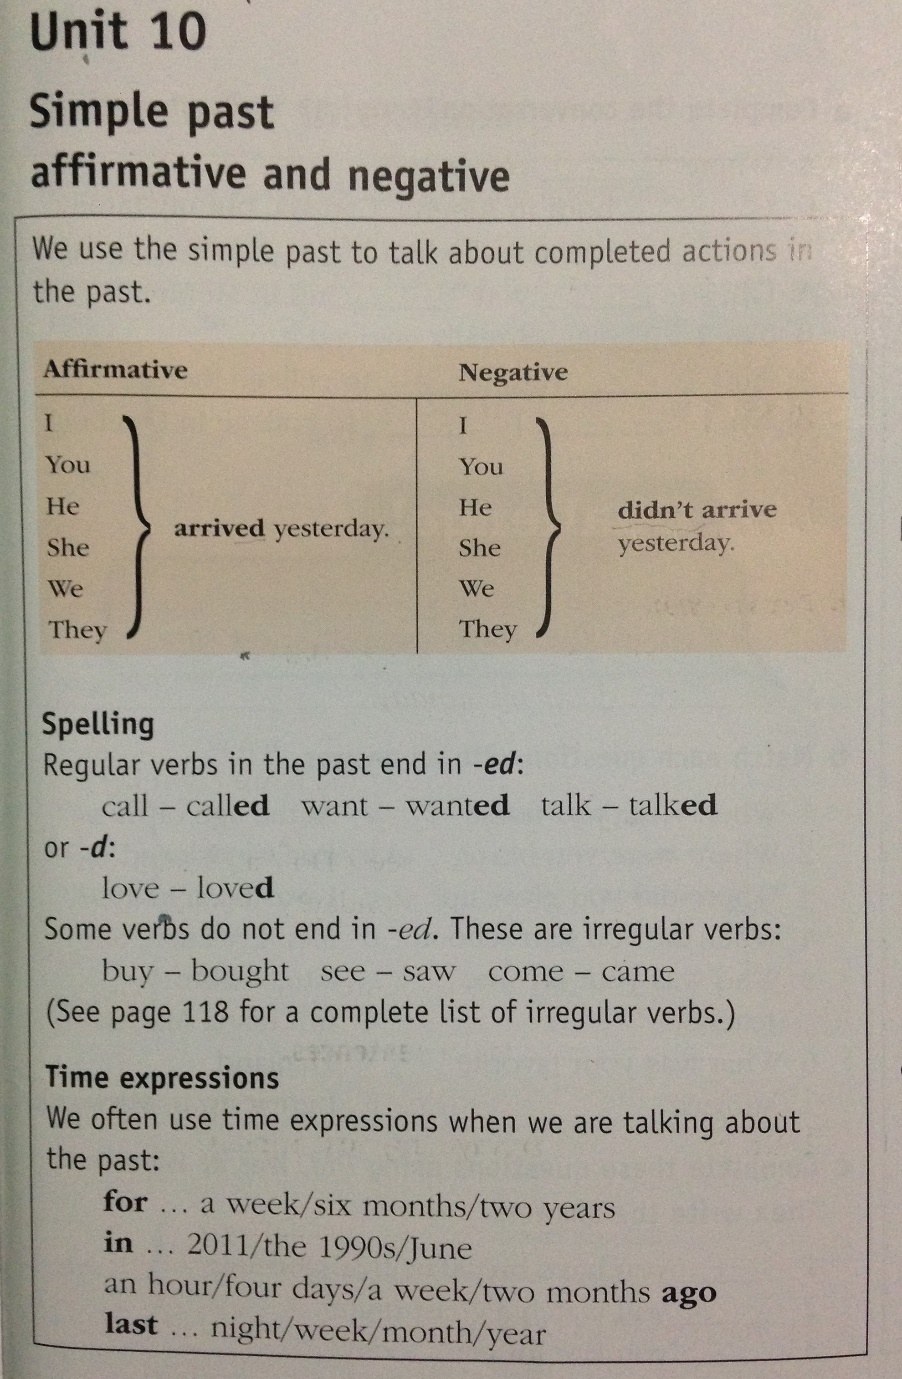 Unit 10
Simple past
affirmative and negative
We use the simple past to talk about completed actions in
the past.
Affirmative
I
You
He
She
We
They
arrived yesterday.
Negative
I
You
He
She
We
They
didn't arrive
yesterday.
Spelling
Regular verbs in the past end in -ed:
call – called want – wanted talk – talked
or -d:
love – loved
Some verbs do not end in -ed. These are irregular verbs:
buy – bought see – saw come – came
(See page 118 for a complete list of irregular verbs.)
Time expressions
We often use time expressions when we are talking about
the past:
for ... a week/six months/two years
in ... 2011/the 1990s/June
an hour/four days/a week/two months ago
last ... night/week/month/year